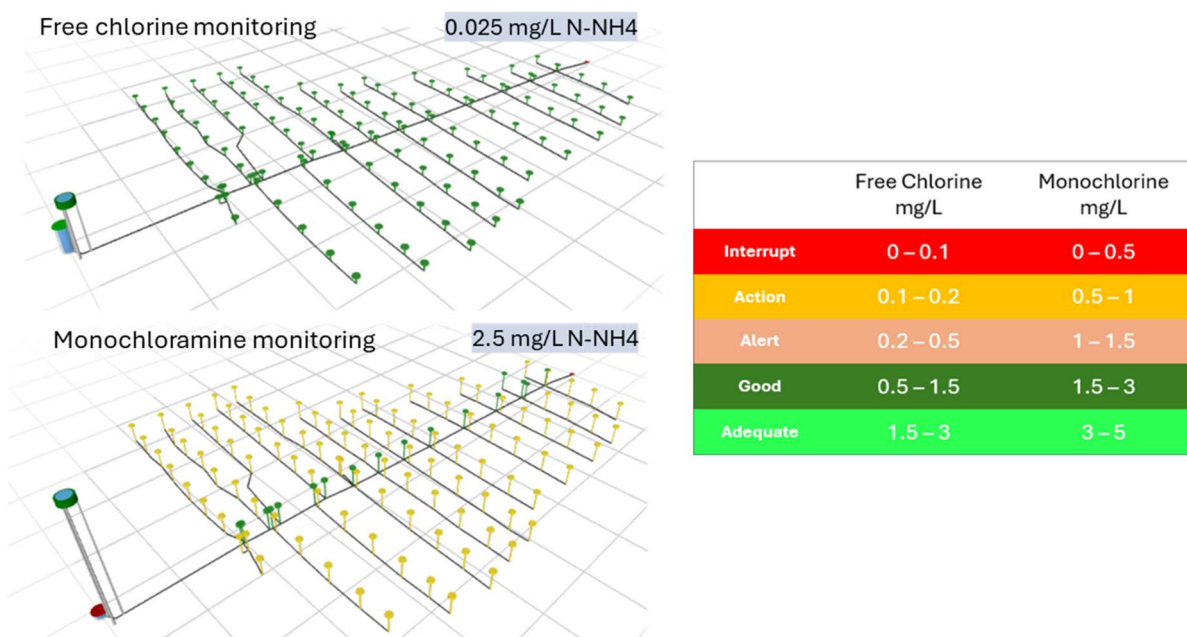 Free chlorine monitoring
0.025 mg/L N-NH4
Monochloramine monitoring
2.5 mg/L N-NH4
Free Chlorine mg/L
Monochlorine mg/L
Interrupt 0 – 0.1 0 – 0.5
Action 0.1 – 0.2 0.5 – 1
Alert 0.2 – 0.5 1 – 1.5
Good 0.5 – 1.5 1.5 – 3
Adequate 1.5 – 3 3 – 5